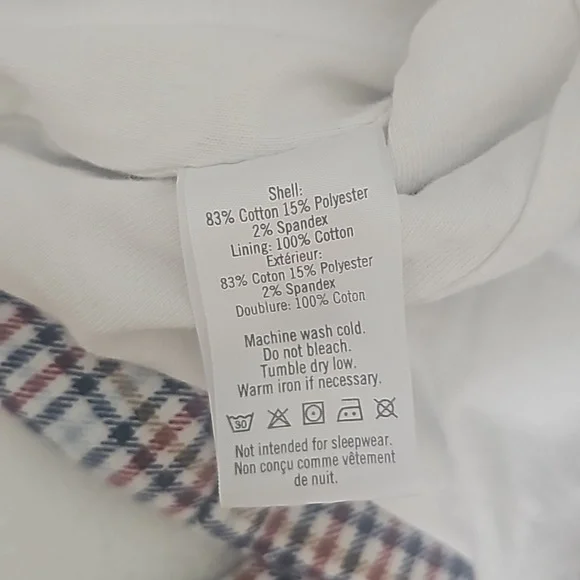 Shell:
83% Cotton 15% Polyester
2% Spandex
Lining: 100% Cotton
Extérieur:
83% Coton 15% Polyester
2% Spandex
Doublure: 100% Coton
Machine wash cold.
Do not bleach.
Tumble dry low.
Warm iron if necessary.
30
Not intended for sleepwear.
Non conçu comme vêtement
de nuit.